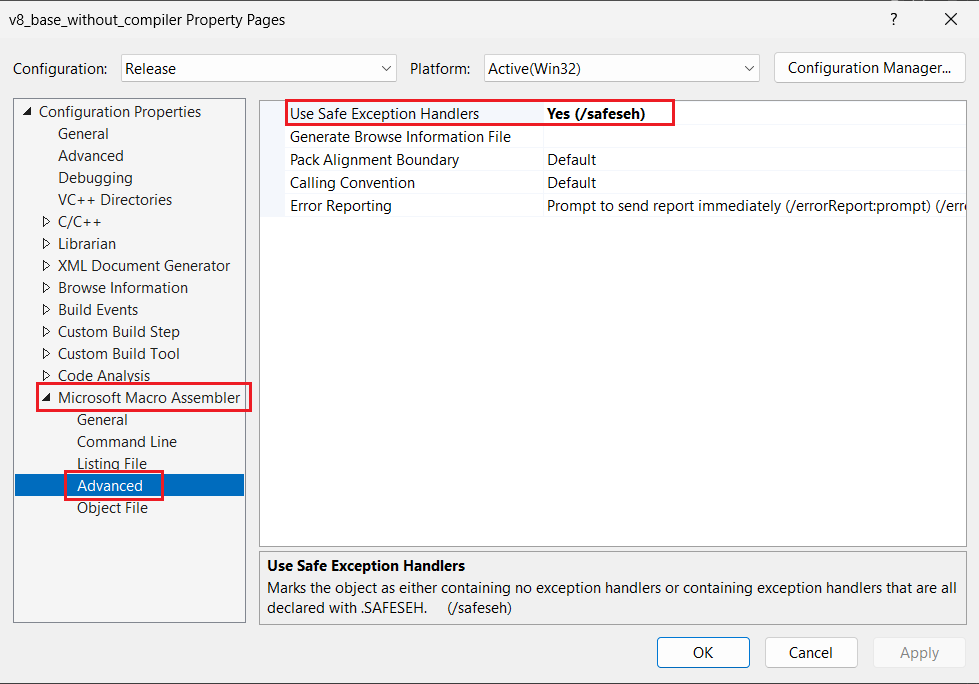 v8_base_without_compiler Property Pages ?
Configuration: Release Platform: Active(Win32) Configuration Manager...
Configuration Properties
General
Advanced
Debugging
VC++ Directories
C/C++
Librarian
XML Document Generator
Browse Information
Build Events
Custom Build Step
Custom Build Tool
Code Analysis
Microsoft Macro Assembler
General
Command Line
Listing File
Advanced
Object File
Use Safe Exception Handlers Yes (/safeseh)
Generate Browse Information File
Pack Alignment Boundary Default
Calling Convention Default
Error Reporting Prompt to send report immediately (/errorReport:prompt) (/erro
Use Safe Exception Handlers
Marks the object as either containing no exception handlers or containing exception handlers that are all
declared with .SAFESEH. (/safeseh)
OK Cancel Apply